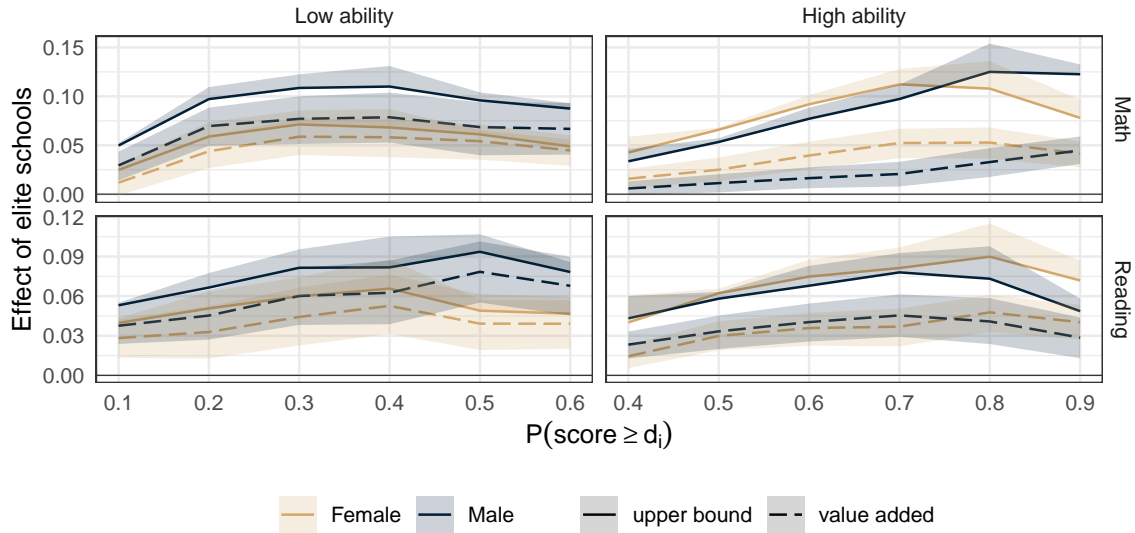 Low ability
High ability
Effect of elite schools
0.15
0.10
0.05
0.00
Math
0.12
0.09
0.06
0.03
0.00
Reading
0.1 0.2 0.3 0.4 0.5 0.6
0.4 0.5 0.6 0.7 0.8 0.9
P(score ≥ di)
Female Male upper bound value added